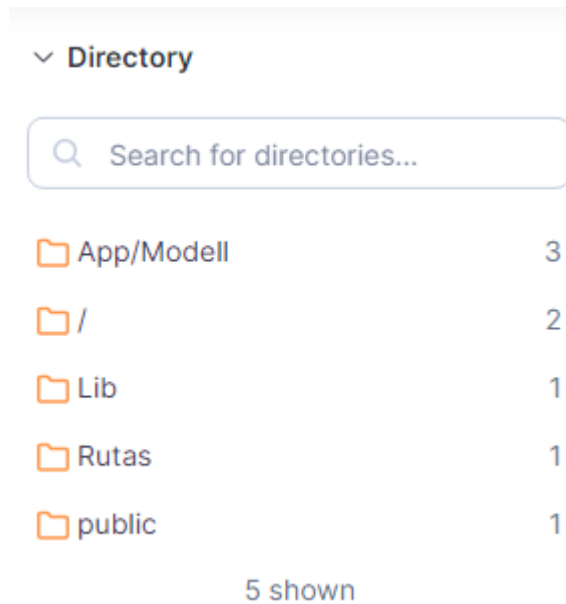 Directory
Search for directories...
App/Modell 3
/ 2
Lib 1
Rutas 1
public 1
5 shown